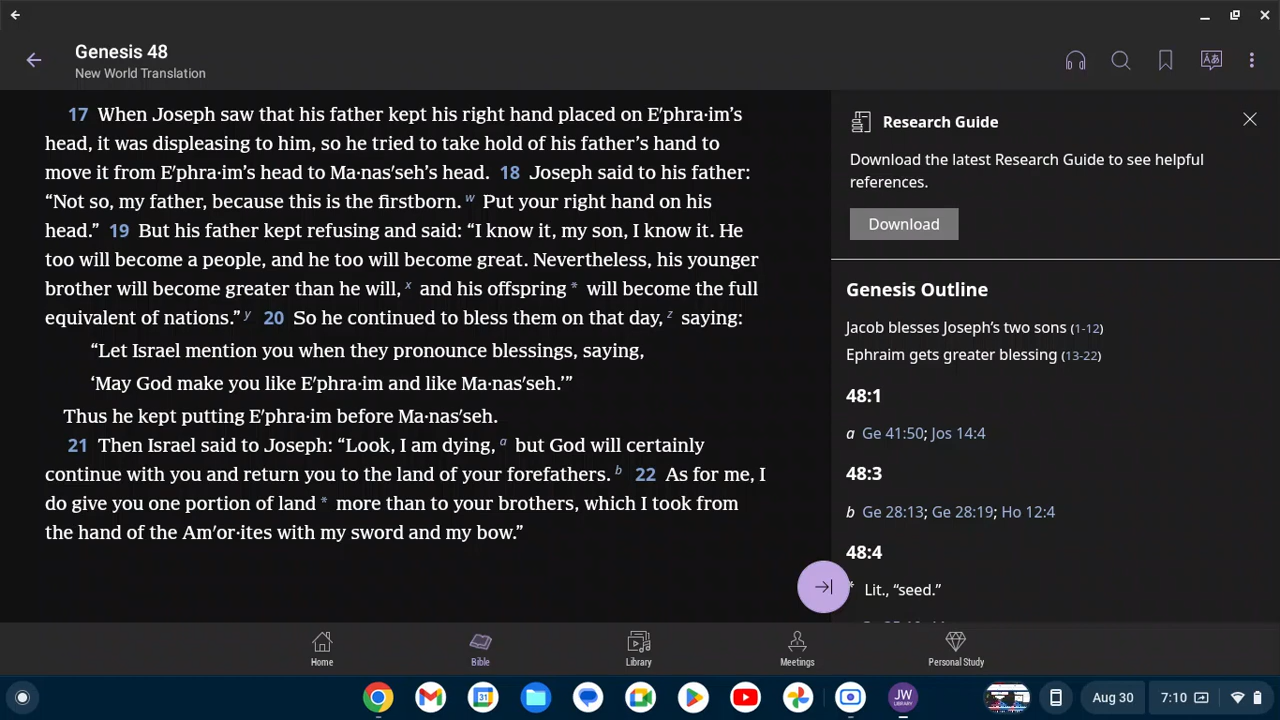 Genesis 48
New World Translation
17 When Joseph saw that his father kept his right hand placed on Eʹphra·im’s
head, it was displeasing to him, so he tried to take hold of his father’s hand to
move it from Eʹphra·im’s head to Ma·nasʹseh’s head. 18 Joseph said to his father:
“Not so, my father, because this is the firstborn. w Put your right hand on his
head.” 19 But his father kept refusing and said: “I know it, my son, I know it. He
too will become a people, and he too will become great. Nevertheless, his younger
brother will become greater than he will, x and his offspring * will become the full
equivalent of nations.” y 20 So he continued to bless them on that day, z saying:
“Let Israel mention you when they pronounce blessings, saying,
‘May God make you like Eʹphra·im and like Ma·nasʹseh.’”
Thus he kept putting Eʹphra·im before Ma·nasʹseh.
21 Then Israel said to Joseph: “Look, I am dying, a but God will certainly
continue with you and return you to the land of your forefathers. b 22 As for me, I
do give you one portion of land * more than to your brothers, which I took from
the hand of the Amʹor·ites with my sword and my bow.”
Research Guide
Download the latest Research Guide to see helpful
references.
Download
Genesis Outline
Jacob blesses Joseph’s two sons (1-12)
Ephraim gets greater blessing (13-22)
48:1
a Ge 41:50; Jos 14:4
48:3
b Ge 28:13; Ge 28:19; Ho 12:4
48:4
* Lit., “seed.”
Home
Bible
Library
Meetings
Personal Study
31
JW
LIBRARY
Aug 30
7:10